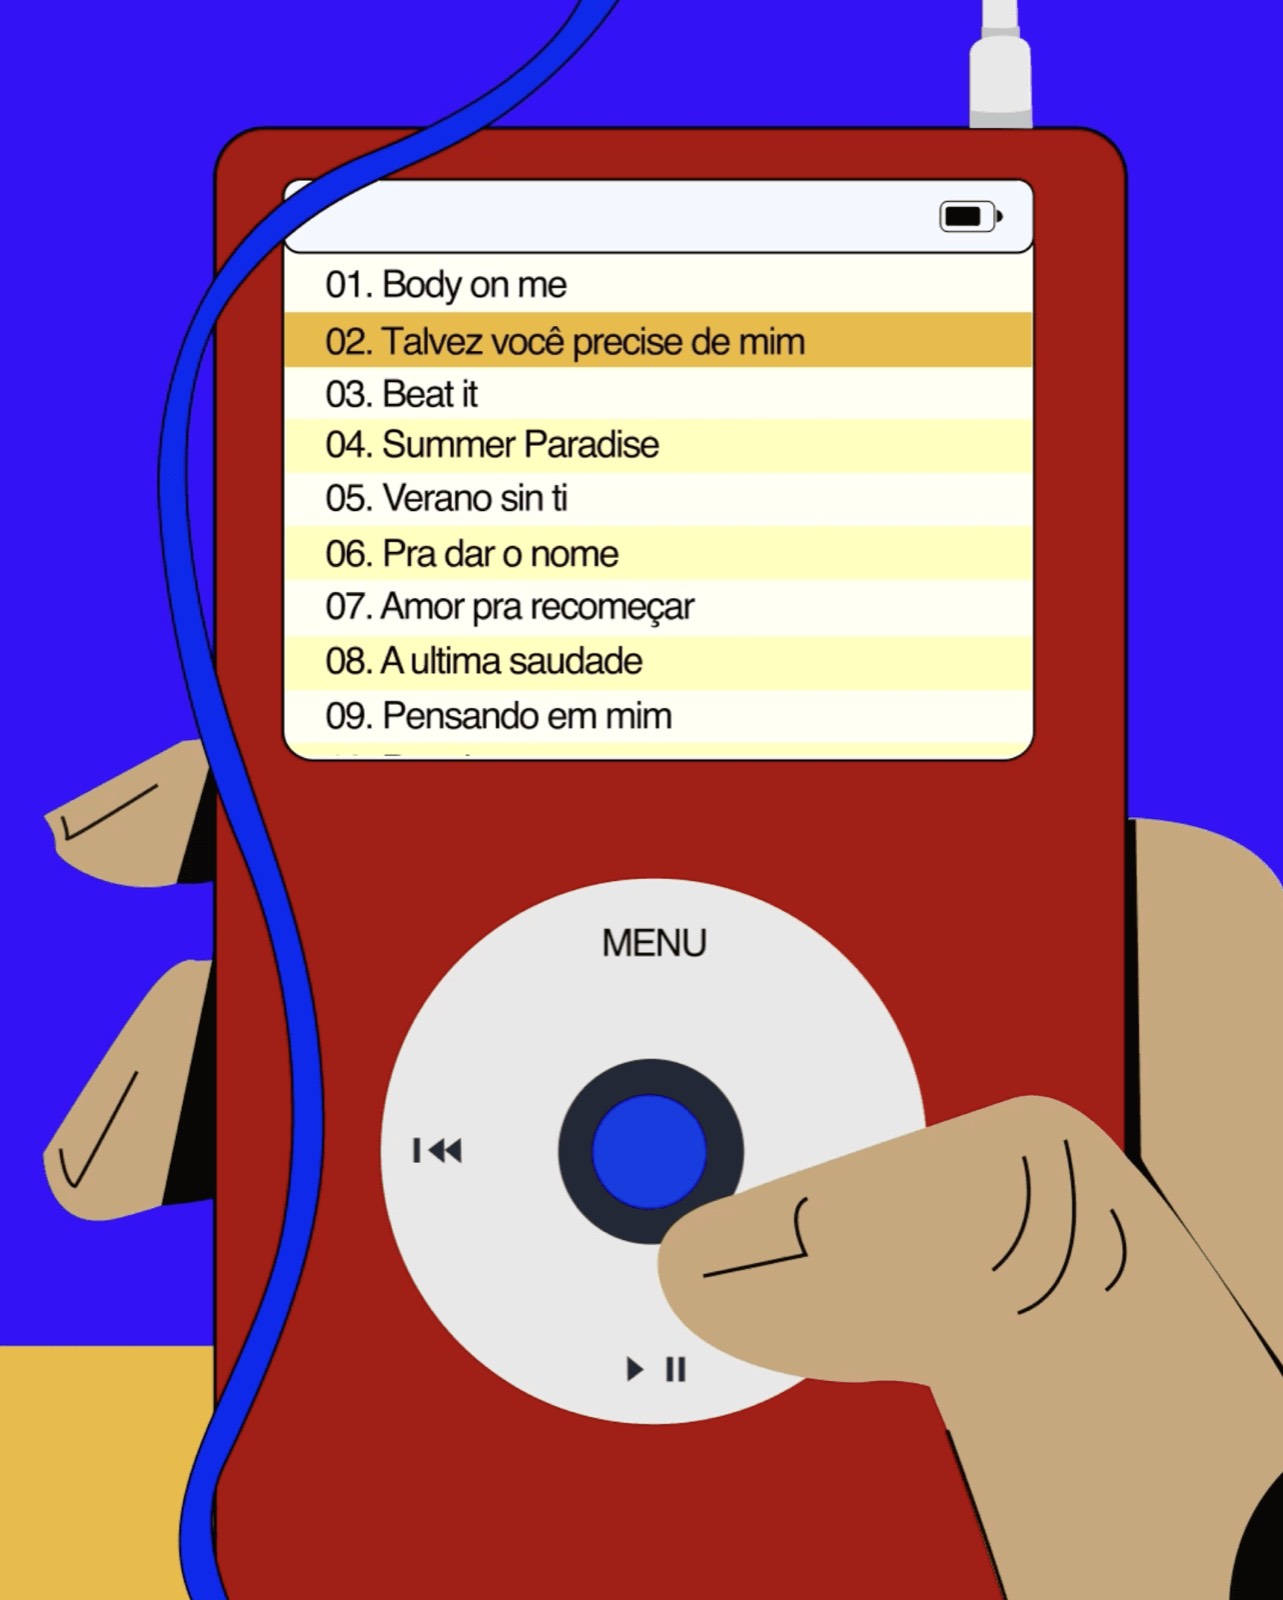 01. Body on me
02. Talvez você precise de mim
03. Beat it
04. Summer Paradise
05. Verano sin ti
06. Pra dar o nome
07. Amor pra recomeçar
08. A ultima saudade
09. Pensando em mim
MENU